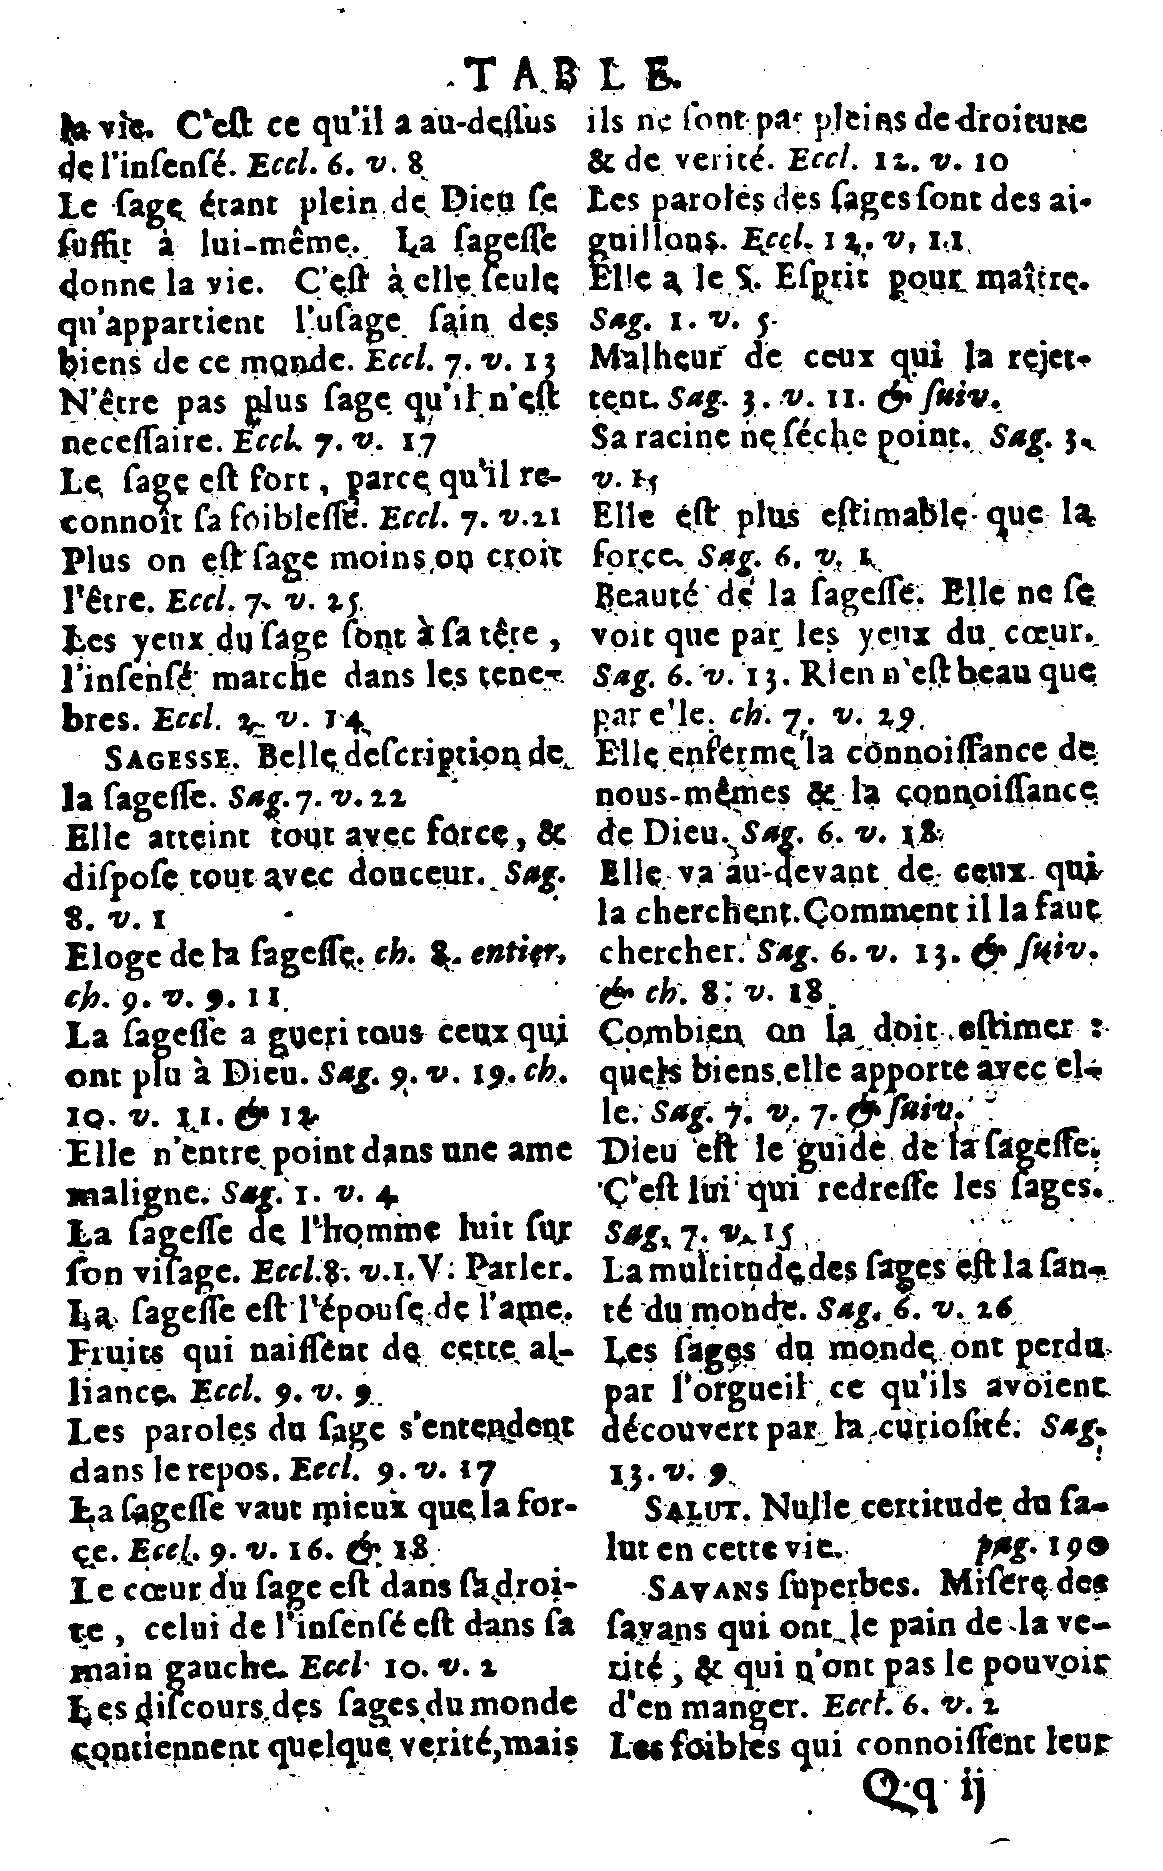 TABLE.
la vie. C'eſt ce qu'il a au-deſſus
de l'inſenſé. Eccl. 6. v. 8
Le ſage étant plein de Dieu ſe
ſuffit à lui-même. La ſageſſe
donne la vie. C'eſt à elle ſeule
qu'appartient l'uſage ſain des
biens de ce monde. Eccl. 7. v. 13
N'être pas plus ſage qu'il n'eſt
neceſſaire. Eccl. 7. v. 17
Le ſage eſt fort, parce qu'il re-
connoît ſa foibleſſe. Eccl. 7. v. 21
Plus on eſt ſage moins on croit
l'être. Eccl. 7. v. 25
Les yeux du ſage ſont à ſa tête,
l'inſenſé marche dans les tene-
bres. Eccl. 2. v. 14
SAGESSE. Belle deſcription de
la ſageſſe. Sag. 7. v. 22
Elle atteint tout avec force, &
diſpoſe tout avec douceur. Sag.
8. v. 1
Eloge de la ſageſſe. ch. 8. entier.
ch. 9. v. 9. 11
La ſageſſe a gueri tous ceux qui
ont plu à Dieu. Sag. 9. v. 19. ch.
10. v. 11. & 12
Elle n'entre point dans une ame
maligne. Sag. 1. v. 4
La ſageſſe de l'homme luit ſur
ſon viſage. Eccl. 8. v. 1. V. Parler.
La ſageſſe eſt l'épouſe de l'ame.
Fruits qui naiſſent de cette al-
liance. Eccl. 9. v. 9
Les paroles du ſage s'entendent
dans le repos. Eccl. 9. v. 17
La ſageſſe vaut mieux que la for-
ce. Eccl. 9. v. 16. & 18
Le cœur du ſage eſt dans ſa droi-
te, celui de l'inſenſé eſt dans ſa
main gauche. Eccl. 10. v. 2
Les diſcours des ſages du monde
contiennent quelque verité, mais
ils ne ſont pas pleins de droiture
& de verité. Eccl. 12. v. 10
Les paroles des ſages ſont des ai-
guillons. Eccl. 12. v. 11
Elle a le S. Eſprit pour maître.
Sag. 1. v. 5
Malheur de ceux qui la rejet-
tent. Sag. 3. v. 11. & ſuiv.
Sa racine ne ſéche point. Sag. 3.
v. 15
Elle eſt plus eſtimable que la
force. Sag. 6. v. 1
Beauté de la ſageſſe. Elle ne ſe
voit que par les yeux du cœur.
Sag. 6. v. 13. Rien n'eſt beau que
par elle. ch. 7. v. 29
Elle enferme la connoiſſance de
nous-mêmes & la connoiſſance
de Dieu. Sag. 6. v. 18
Elle va au-devant de ceux qui
la cherchent. Comment il la faut
chercher. Sag. 6. v. 13. & ſuiv.
& ch. 8. v. 18
Combien on la doit eſtimer :
quels biens elle apporte avec el-
le. Sag. 7. v. 7. & ſuiv.
Dieu eſt le guide de la ſageſſe.
C'eſt lui qui redreſſe les ſages.
Sag. 7. v. 15
La multitude des ſages eſt la ſan-
té du monde. Sag. 6. v. 26
Les ſages du monde ont perdu
par l'orgueil ce qu'ils avoient
découvert par la curioſité. Sag.
13. v. 9
SALUT. Nulle certitude du ſa-
lut en cette vie. pag. 190
SAVANS ſuperbes. Miſere des
ſavans qui ont le pain de la ve-
rité, & qui n'ont pas le pouvoir
d'en manger. Eccl. 6. v. 2
Les foibles qui connoiſſent leur
Qq ij